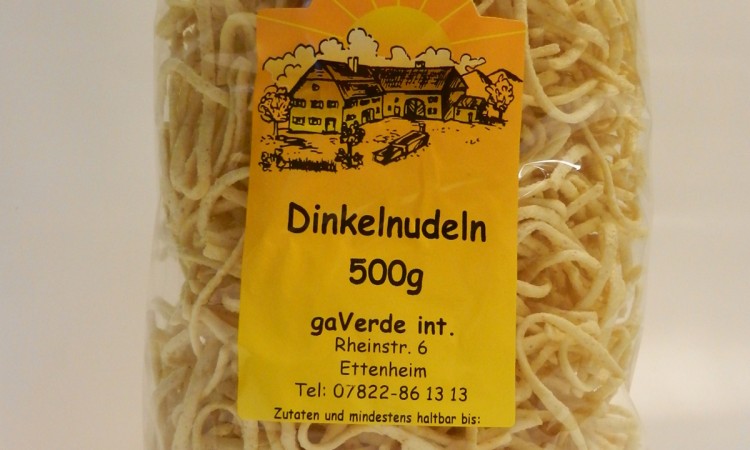 Dinkelnudeln
500g
gaVerde int.
Rheinstr. 6
Ettenheim
Tel: 07822-86 13 13
Zutaten und mindestens haltbar bis: